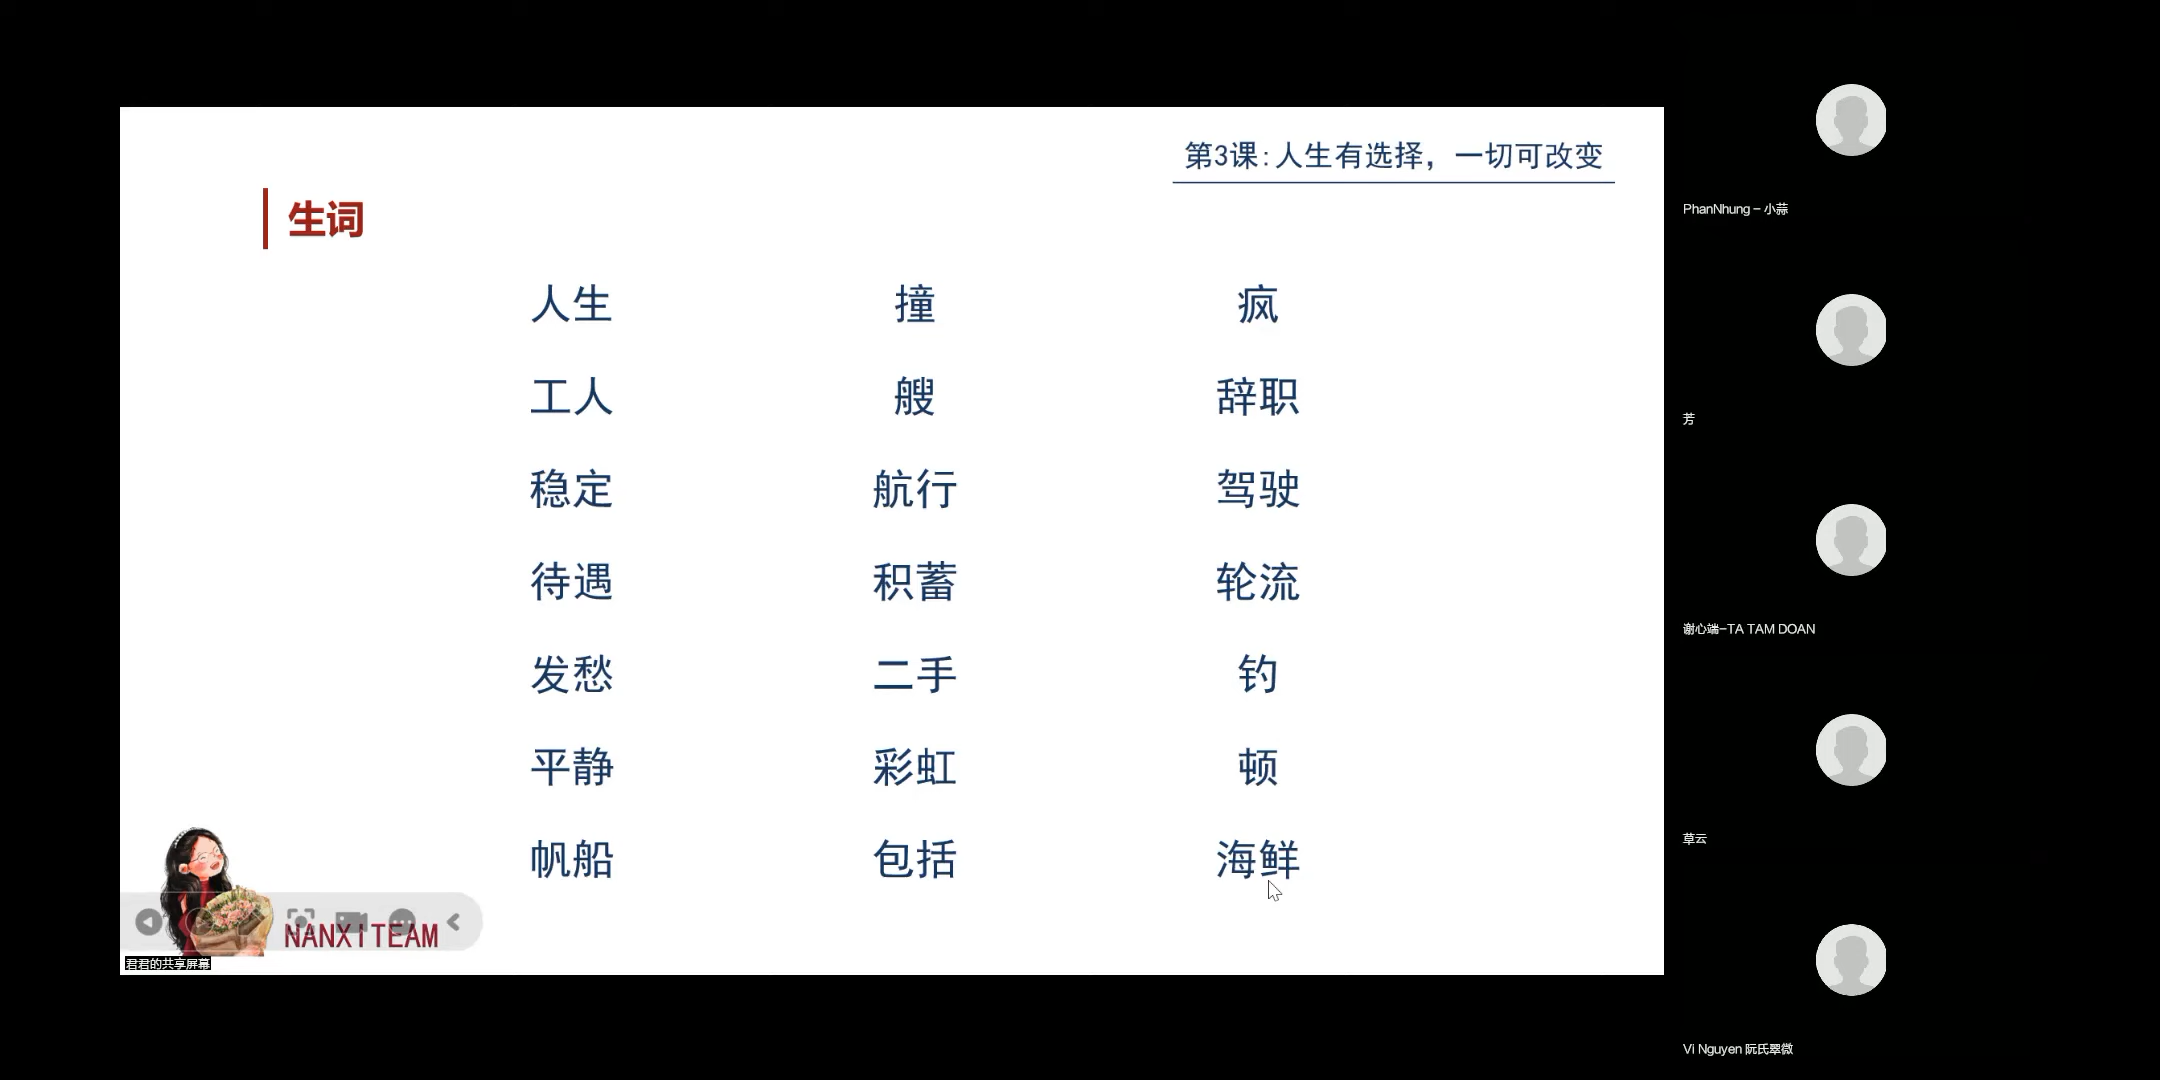 第3课:人生有选择，一切可改变
生词
人生 撞 疯
工人 艘 辞职
稳定 航行 驾驶
待遇 积蓄 轮流
发愁 二手 钓
平静 彩虹 顿
帆船 包括 海鲜
NANXITEAM
君君的共享屏幕
PhanNhung - 小蒜
芳
谢心端-TA TAM DOAN
草云
Vi Nguyen 阮氏翠微